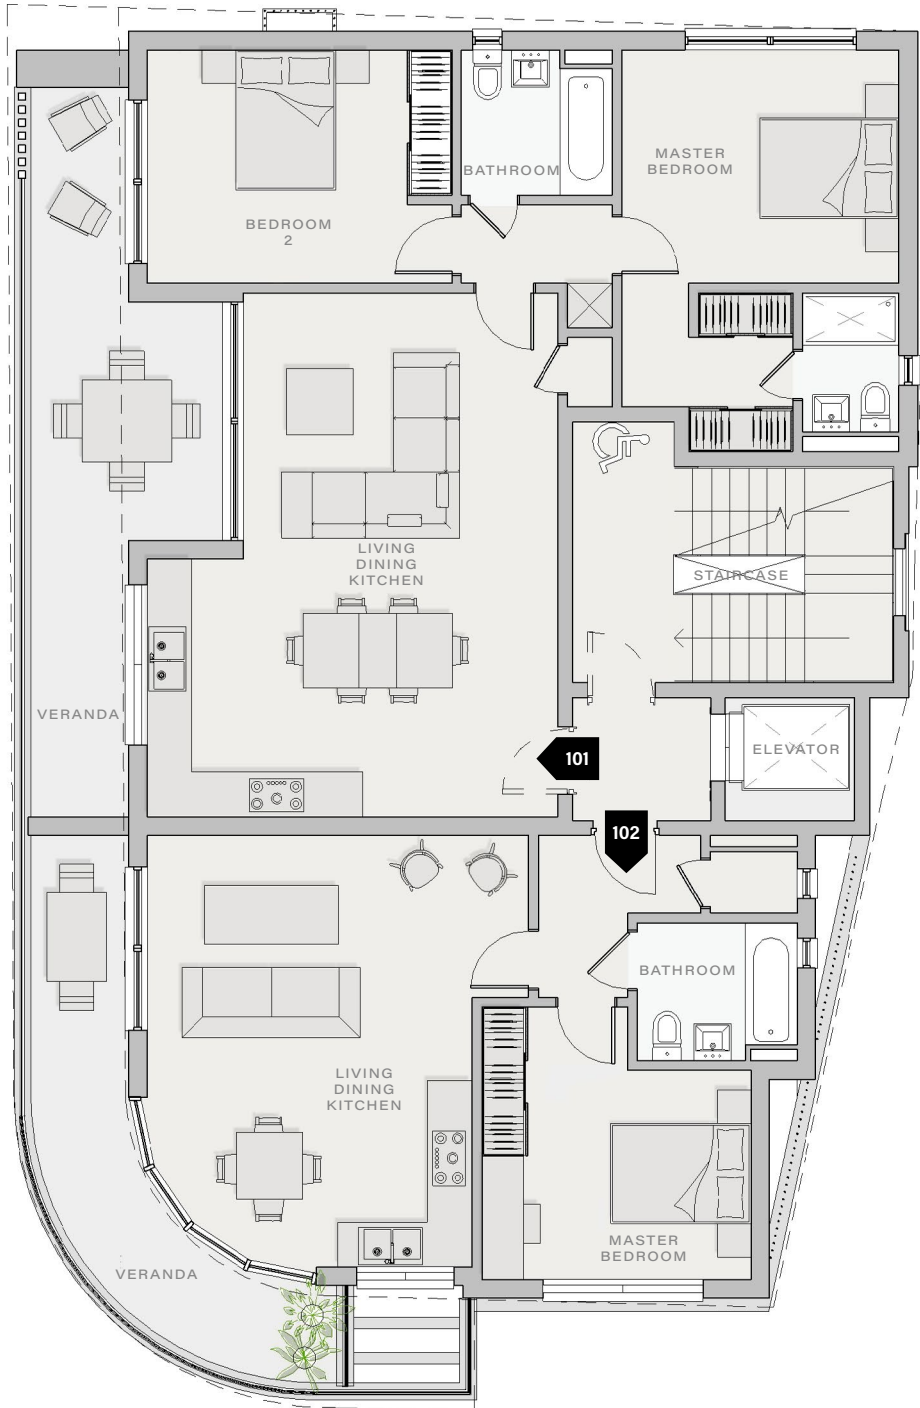 BATHROOM
MASTER
BEDROOM
BEDROOM
2
LIVING
DINING
KITCHEN
STAIRCASE
VERANDA
101
ELEVATOR
102
BATHROOM
LIVING
DINING
KITCHEN
MASTER
BEDROOM
VERANDA